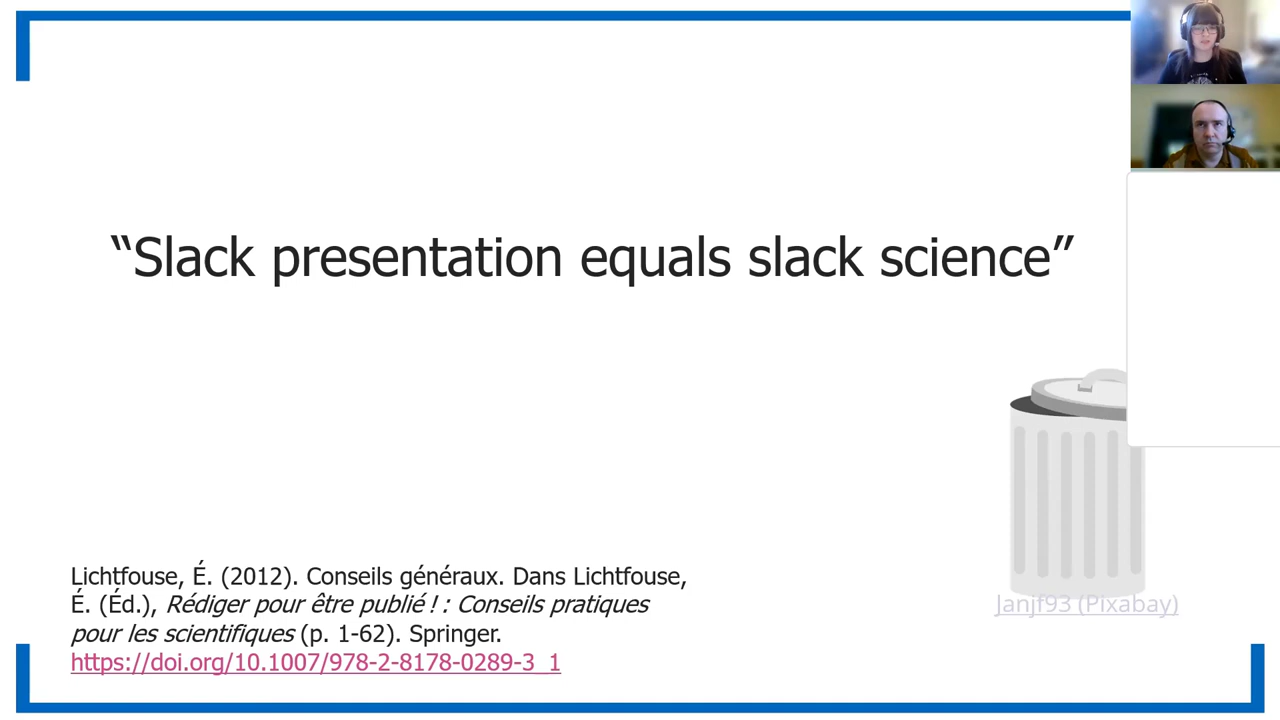 “Slack presentation equals slack science”
Janjf93 (Pixabay)
Lichtfouse, É. (2012). Conseils généraux. Dans Lichtfouse,
É. (Éd.), Rédiger pour être publié ! : Conseils pratiques
pour les scientifiques (p. 1-62). Springer.
https://doi.org/10.1007/978-2-8178-0289-3_1